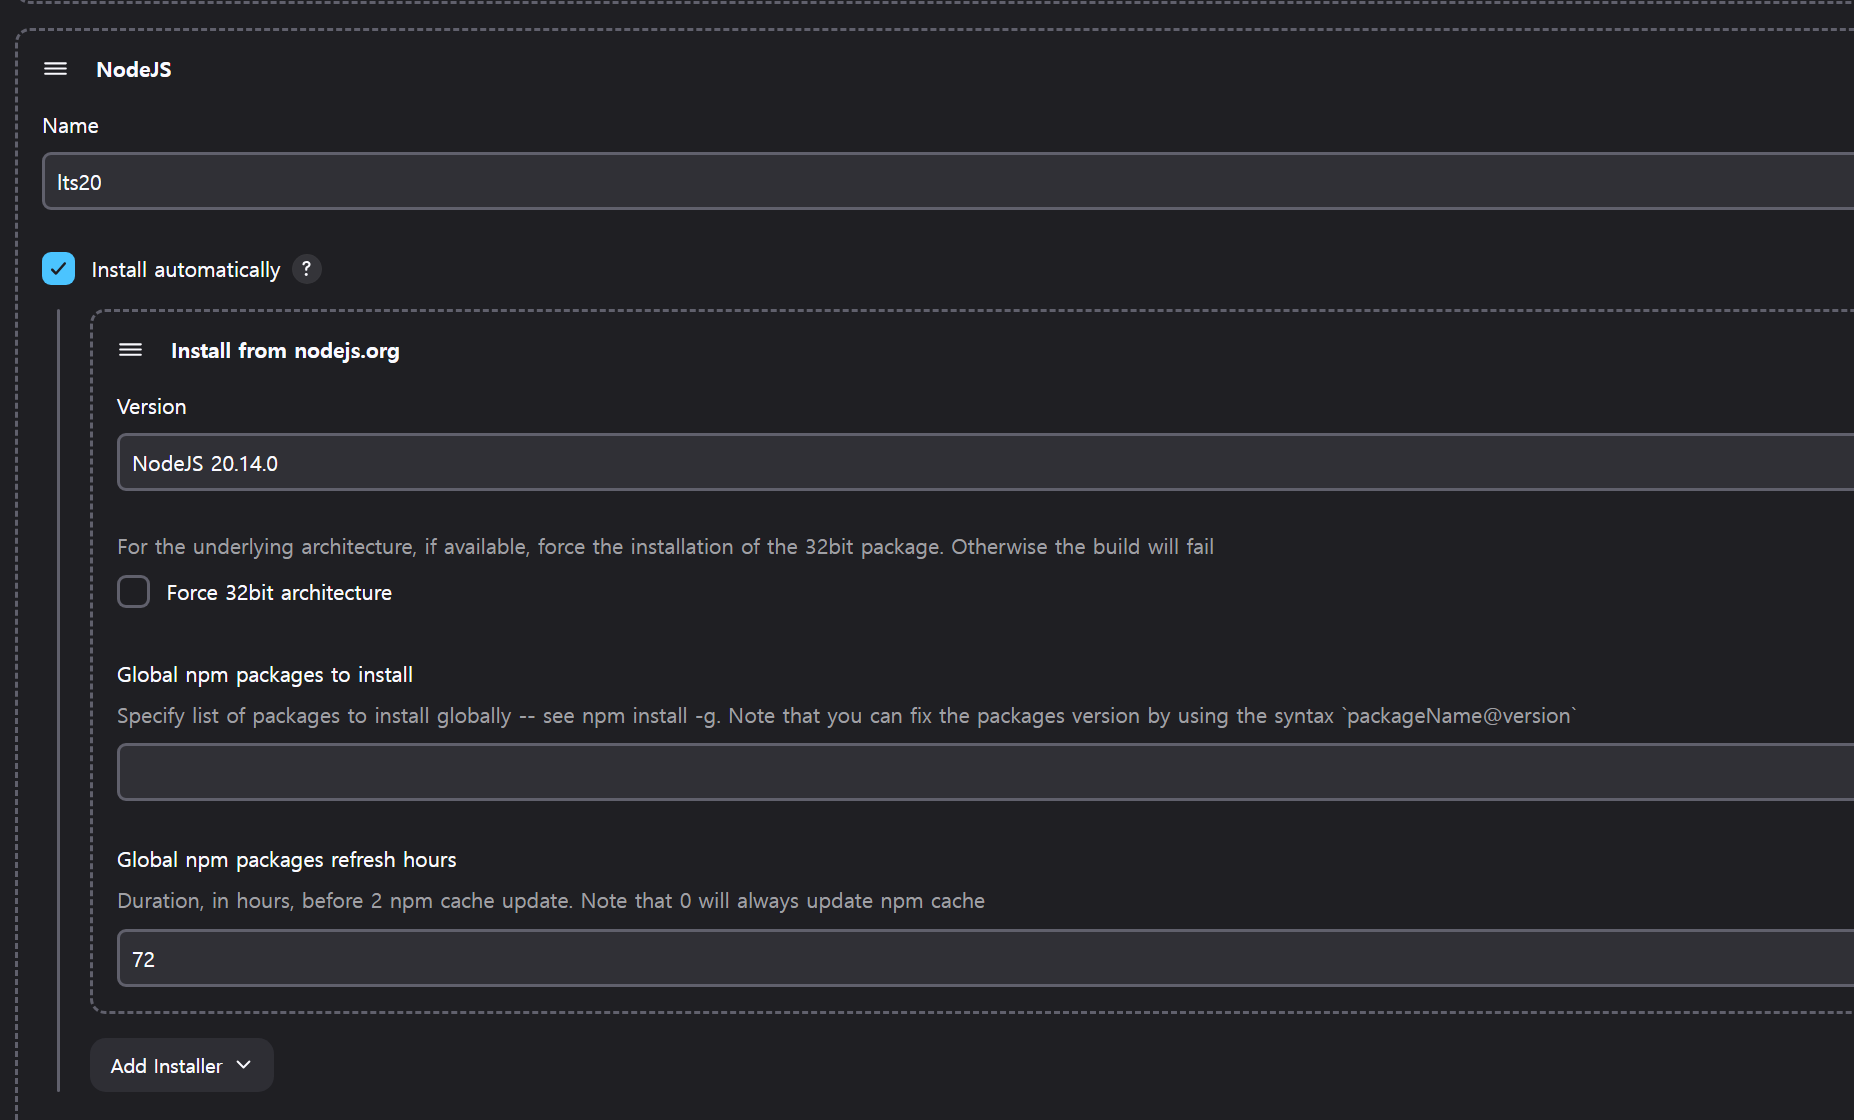 NodeJS
Name
lts20
Install automatically ?
Install from nodejs.org
Version
NodeJS 20.14.0
For the underlying architecture, if available, force the installation of the 32bit package. Otherwise the build will fail
Force 32bit architecture
Global npm packages to install
Specify list of packages to install globally -- see npm install -g. Note that you can fix the packages version by using the syntax `packageName@version`
Global npm packages refresh hours
Duration, in hours, before 2 npm cache update. Note that 0 will always update npm cache
72
Add Installer